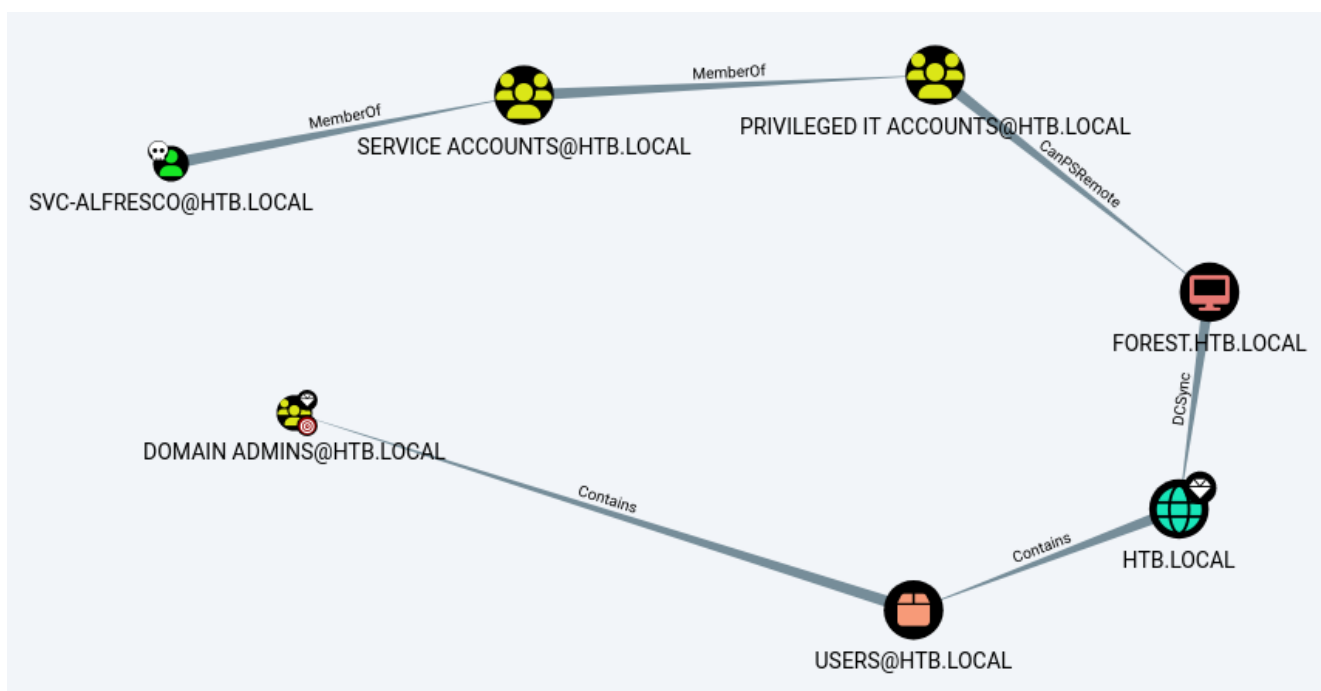 MemberOf
PRIVILEGED IT ACCOUNTS@HTB.LOCAL
MemberOf
SERVICE ACCOUNTS@HTB.LOCAL
CanPSRemote
SVC-ALFRESCO@HTB.LOCAL
FOREST.HTB.LOCAL
DCSync
DOMAIN ADMINS@HTB.LOCAL
Contains
Contains
HTB.LOCAL
USERS@HTB.LOCAL